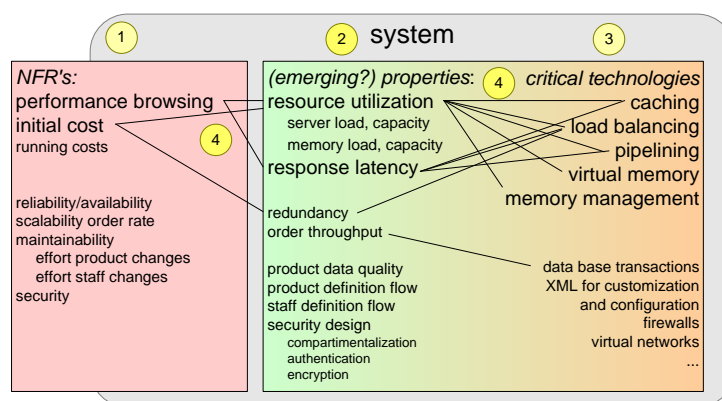 1
2
system
3
NFR's:
performance browsing
initial cost
running costs
4
reliability/availability
scalability order rate
maintainability
effort product changes
effort staff changes
security
(emerging?) properties:
4
resource utilization
server load, capacity
memory load, capacity
response latency
redundancy
order throughput
product data quality
product definition flow
staff definition flow
security design
compartimentalization
authentication
encryption
critical technologies
caching
load balancing
pipelining
virtual memory
memory management
data base transactions
XML for customization
and configuration
firewalls
virtual networks
...